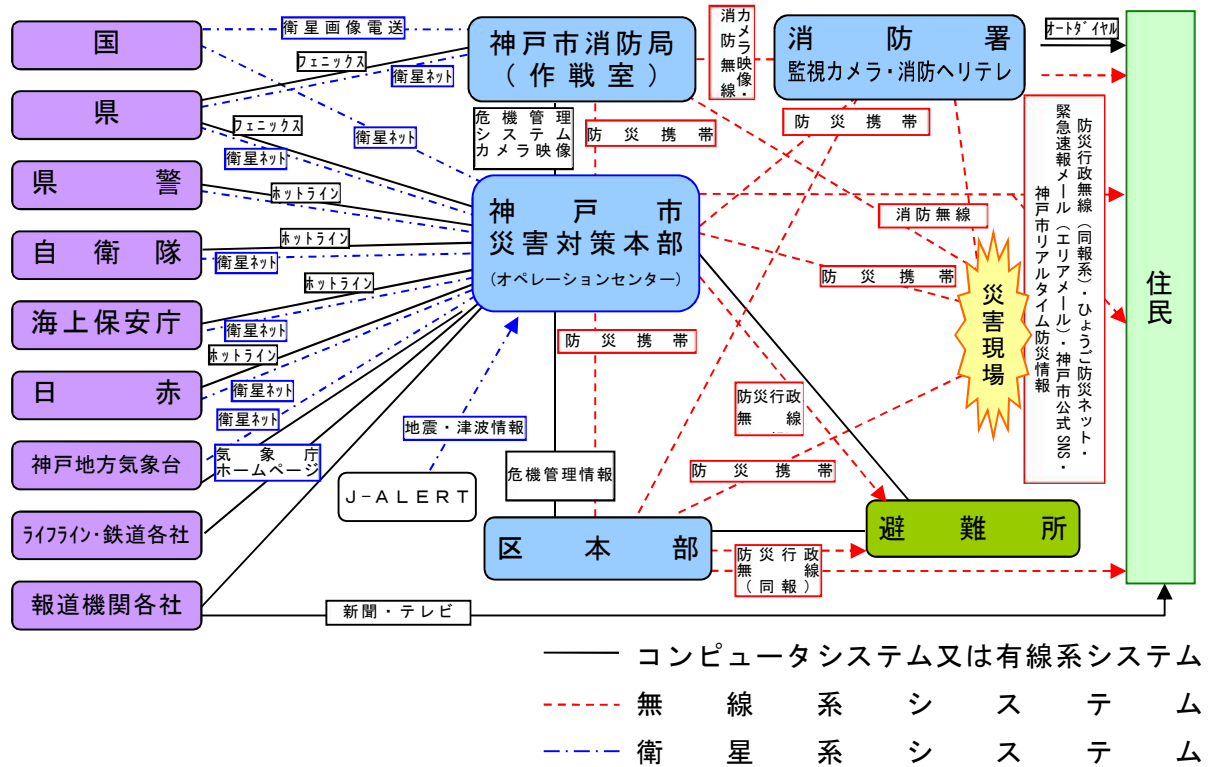 国
県
県警
自衛隊
海上保安庁
日赤
神戸地方気象台
ﾗｲﾌﾗｲﾝ・鉄道各社
報道機関各社
衛星画像電送
フェニックス
衛星ネット
フェニックス
衛星ネット
衛星ネット
ホットライン
ホットライン
衛星ネット
ホットライン
衛星ネット
ホットライン
衛星ネット
衛星ネット
気象庁
ホームページ
新聞・テレビ
神戸市消防局
(作戦室)
危機管理
システム
カメラ映像
防災携帯
カメラ映像・
消防無線
消防署
監視カメラ・消防ヘリテレ
防災携帯
オートダイヤル
神戸市
災害対策本部
(オペレーションセンター)
消防無線
防災携帯
災害現場
防災携帯
地震・津波情報
J-ALERT
危機管理情報
防災行政
無線
防災携帯
区本部
避難所
防災行政
無線
(同報)
防災行政無線(同報系)・ひょうご防災ネット・
緊急速報メール(エリアメール)・神戸市公式SNS・
神戸市リアルタイム防災情報
住民
コンピュータシステム又は有線系システム
無線系システム
衛星系システム